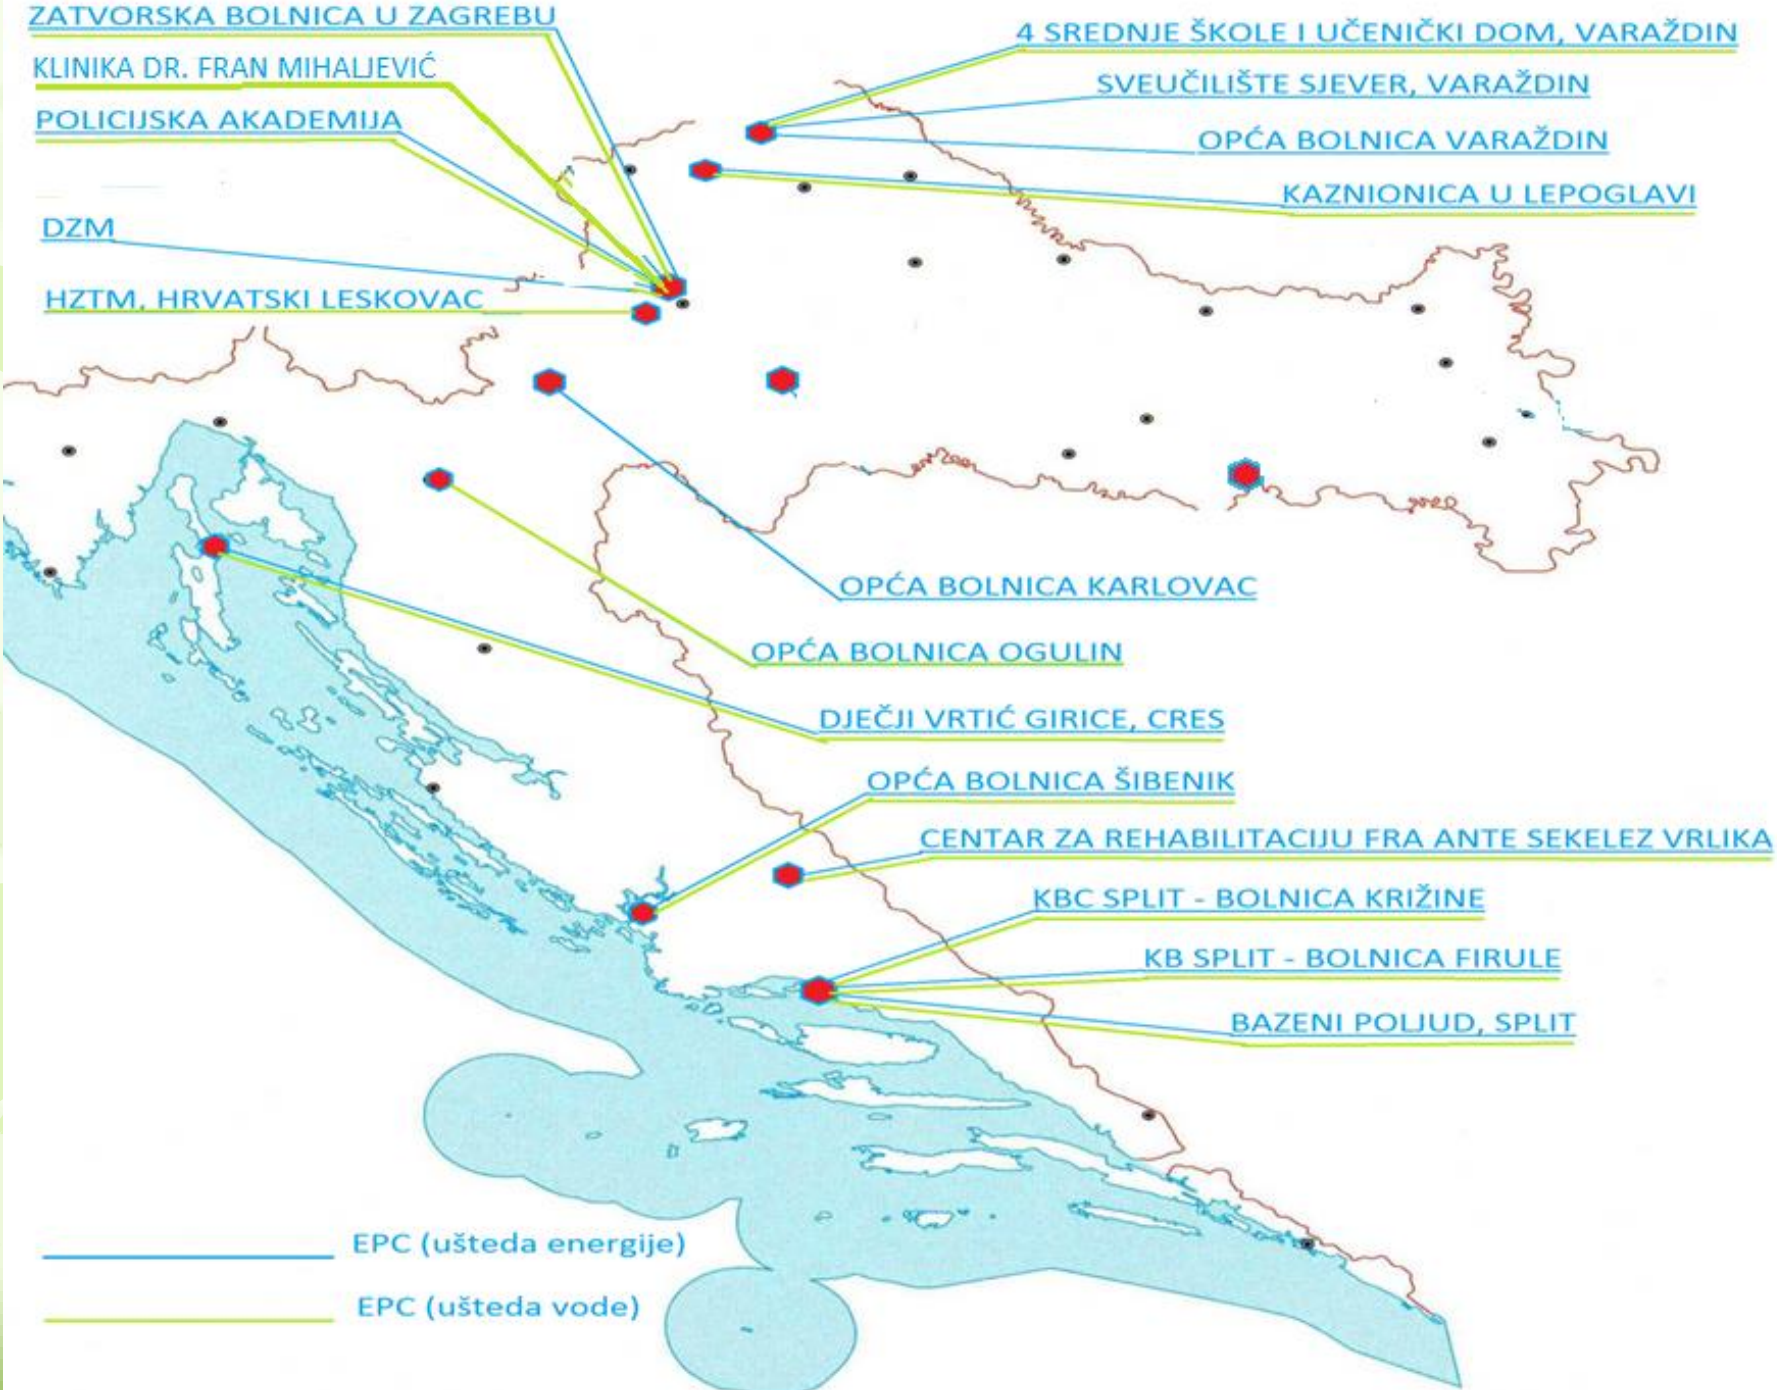 ZATVORSKA BOLNICA U ZAGREBU
KLINIKA DR. FRAN MIHALJEVIĆ
POLICIJSKA AKADEMIJA
DZM
HZTM, HRVATSKI LESKOVAC
4 SREDNJE ŠKOLE I UČENIČKI DOM, VARAŽDIN
SVEUČILIŠTE SJEVER, VARAŽDIN
OPĆA BOLNICA VARAŽDIN
KAZNIONICA U LEPOGLAVI
OPĆA BOLNICA KARLOVAC
OPĆA BOLNICA OGULIN
DJEČJI VRTIĆ GIRICE, CRES
OPĆA BOLNICA ŠIBENIK
CENTAR ZA REHABILITACIJU FRA ANTE SEKELEZ VRLIKA
KBC SPLIT - BOLNICA KRIŽINE
KB SPLIT - BOLNICA FIRULE
BAZENI POLJUD, SPLIT
EPC (ušteda energije)
EPC (ušteda vode)